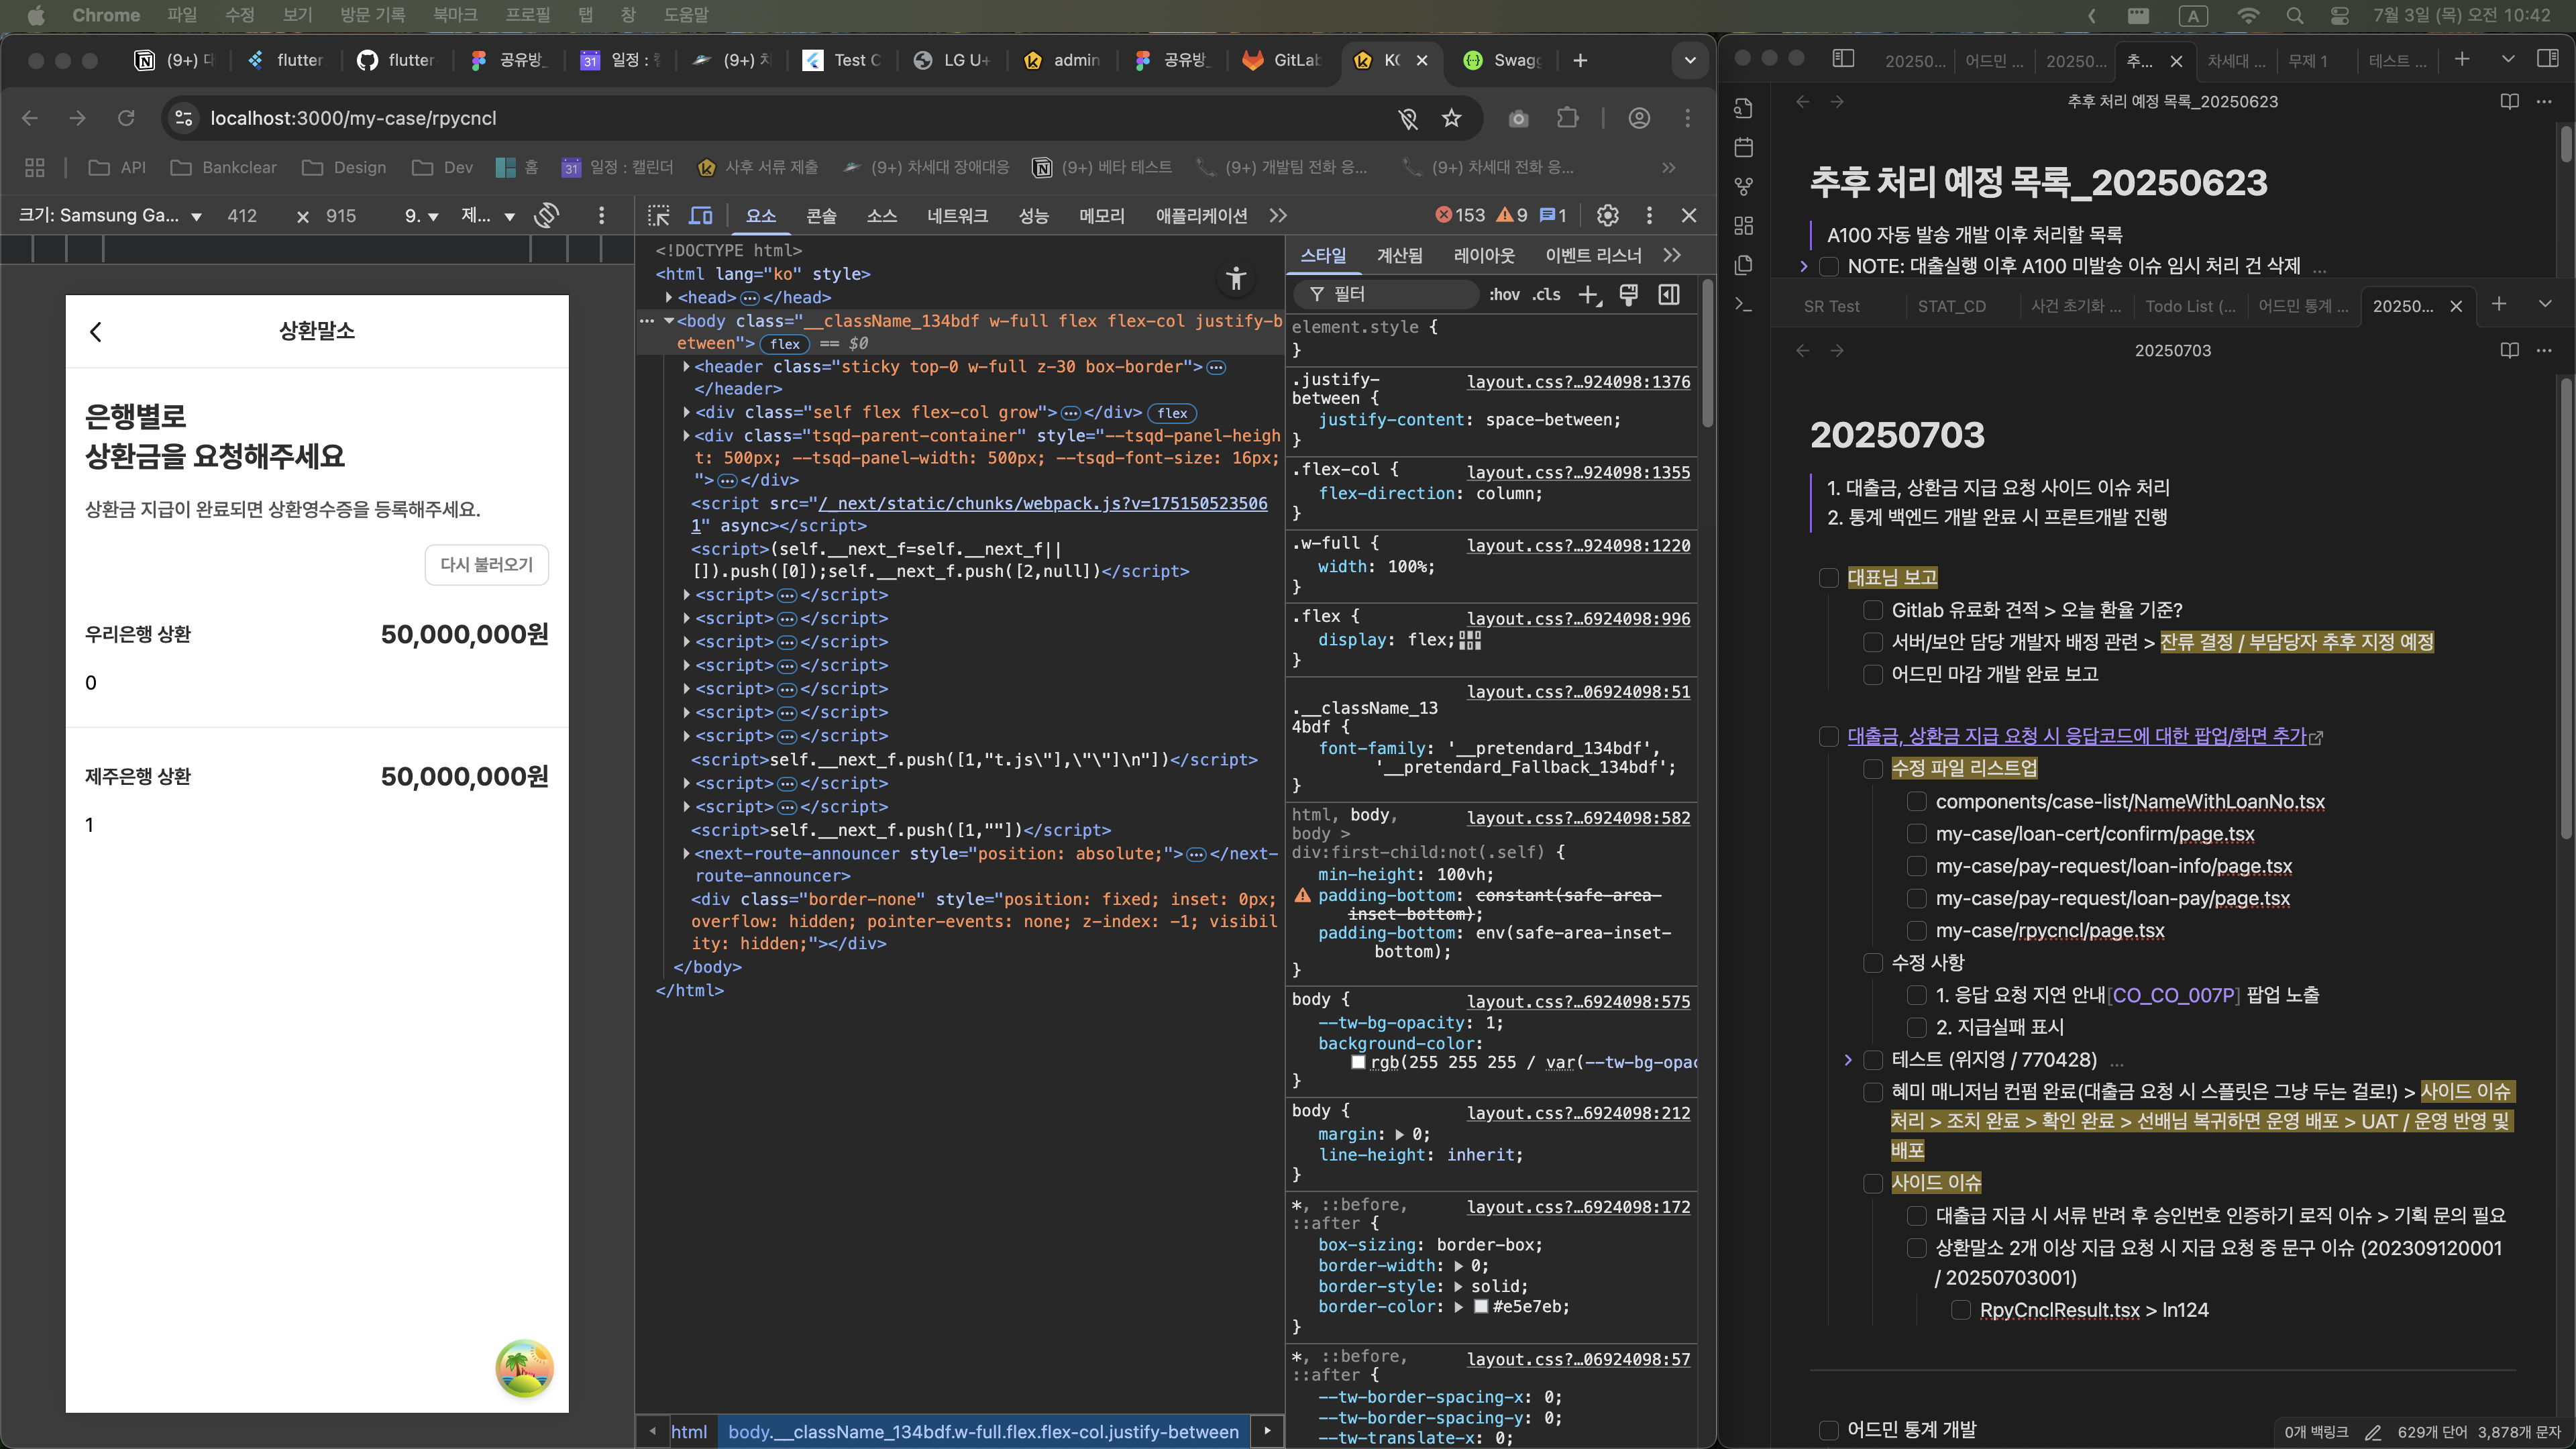 Chrome 파일 수정 보기 방문 기록 북마크 프로필 탭 창 도움말
A 7월 3일 (목) 오전 10:42
(9+) 디 flutter flutter 공유방_ 일정 : (9+) 차 Test C LG U+ admin 공유방_ GitLab KC Swagg
localhost:3000/my-case/rpycncl
API Bankclear Design Dev 홈 31 일정 : 캘린더 사후 서류 제출 (9+) 차세대 장애대응 (9+) 베타 테스트 (9+) 개발팀 전화 응... (9+) 차세대 전화 응...
크기: Samsung Ga... 412 × 915 9. 제...
요소 콘솔 소스 네트워크 성능 메모리 애플리케이션 153 9 1
상환말소
은행별로
상환금을 요청해주세요
상환금 지급이 완료되면 상환영수증을 등록해주세요.
다시 불러오기
우리은행 상환 50,000,000원
0
제주은행 상환 50,000,000원
1
<!DOCTYPE html>
<html lang="ko" style>
<head>…</head>
<body class="__className_134bdf w-full flex flex-col justify-b
etween"> flex == $0
<header class="sticky top-0 w-full z-30 box-border">…
</header>
<div class="self flex flex-col grow">…</div> flex
<div class="tsqd-parent-container" style="--tsqd-panel-heigh
t: 500px; --tsqd-panel-width: 500px; --tsqd-font-size: 16px;
">…</div>
<script src="/_next/static/chunks/webpack.js?v=175150523506
1" async></script>
<script>(self.__next_f=self.__next_f||
[]).push([0]);self.__next_f.push([2,null])</script>
<script>…</script>
<script>…</script>
<script>…</script>
<script>…</script>
<script>…</script>
<script>…</script>
<script>…</script>
<script>self.__next_f.push([1,"t.js\"],\"\"]\n"])</script>
<script>…</script>
<script>…</script>
<script>self.__next_f.push([1,""])</script>
<next-route-announcer style="position: absolute;">…</next-
route-announcer>
<div class="border-none" style="position: fixed; inset: 0px;
overflow: hidden; pointer-events: none; z-index: -1; visibil
ity: hidden;"></div>
</body>
</html>
html body.__className_134bdf.w-full.flex.flex-col.justify-between
스타일 계산됨 레이아웃 이벤트 리스너
필터 :hov .cls
element.style {
}
.justify- layout.css?…924098:1376
between {
justify-content: space-between;
}
.flex-col { layout.css?…924098:1355
flex-direction: column;
}
.w-full { layout.css?…924098:1220
width: 100%;
}
.flex { layout.css?…6924098:996
display: flex;
}
layout.css?…06924098:51
.__className_13
4bdf {
font-family: '__pretendard_134bdf',
'__pretendard_Fallback_134bdf';
}
html, body, layout.css?…6924098:582
body >
div:first-child:not(.self) {
min-height: 100vh;
padding-bottom: constant(safe-area-
inset-bottom);
padding-bottom: env(safe-area-inset-
bottom);
}
body { layout.css?…6924098:575
--tw-bg-opacity: 1;
background-color:
rgb(255 255 255 / var(--tw-bg-opac
}
body { layout.css?…6924098:212
margin: 0;
line-height: inherit;
}
*, ::before, layout.css?…6924098:172
::after {
box-sizing: border-box;
border-width: 0;
border-style: solid;
border-color: #e5e7eb;
}
*, ::before, layout.css?…06924098:57
::after {
--tw-border-spacing-x: 0;
--tw-border-spacing-y: 0;
--tw-translate-x: 0;
20250... 어드민 ... 20250... 추... 차세대 ... 무제 1 테스트 ...
추후 처리 예정 목록_20250623
추후 처리 예정 목록_20250623
A100 자동 발송 개발 이후 처리할 목록
NOTE: 대출실행 이후 A100 미발송 이슈 임시 처리 건 삭제 ...
SR Test STAT_CD 사건 초기화 ... Todo List (... 어드민 통계 ... 20250...
20250703
20250703
1. 대출금, 상환금 지급 요청 사이드 이슈 처리
2. 통계 백엔드 개발 완료 시 프론트개발 진행
대표님 보고
Gitlab 유료화 견적 > 오늘 환율 기준?
서버/보안 담당 개발자 배정 관련 > 잔류 결정 / 부담당자 추후 지정 예정
어드민 마감 개발 완료 보고
대출금, 상환금 지급 요청 시 응답코드에 대한 팝업/화면 추가
수정 파일 리스트업
components/case-list/NameWithLoanNo.tsx
my-case/loan-cert/confirm/page.tsx
my-case/pay-request/loan-info/page.tsx
my-case/pay-request/loan-pay/page.tsx
my-case/rpycncl/page.tsx
수정 사항
1. 응답 요청 지연 안내[CO_CO_007P] 팝업 노출
2. 지급실패 표시
테스트 (위지영 / 770428) ...
혜미 매니저님 컨펌 완료(대출금 요청 시 스플릿은 그냥 두는 걸로!) > 사이드 이슈
처리 > 조치 완료 > 확인 완료 > 선배님 복귀하면 운영 배포 > UAT / 운영 반영 및
배포
사이드 이슈
대출급 지급 시 서류 반려 후 승인번호 인증하기 로직 이슈 > 기획 문의 필요
상환말소 2개 이상 지급 요청 시 지급 요청 중 문구 이슈 (202309120001
/ 20250703001)
RpyCnclResult.tsx > ln124
어드민 통계 개발
0개 백링크 629개 단어 3,878개 문자